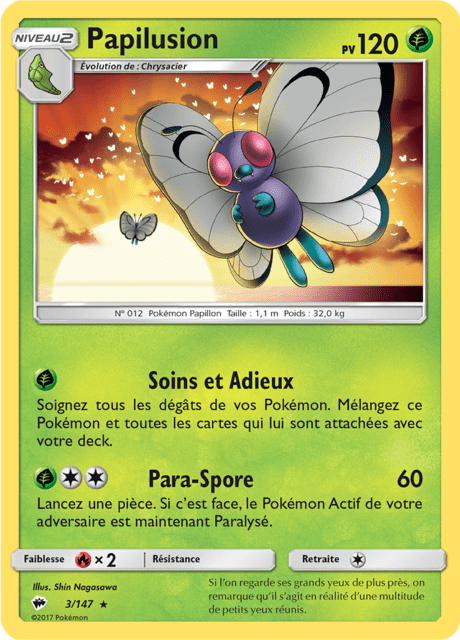 NIVEAU2 Papilusion PV120
Évolution de : Chrysacier
N° 012 Pokémon Papillon Taille : 1,1 m Poids : 32,0 kg
Soins et Adieux
Soignez tous les dégâts de vos Pokémon. Mélangez ce
Pokémon et toutes les cartes qui lui sont attachées avec
votre deck.
Para-Spore 60
Lancez une pièce. Si c'est face, le Pokémon Actif de votre
adversaire est maintenant Paralysé.
Faiblesse ×2 Résistance Retraite
Illus. Shin Nagasawa
3/147 ★
©2017 Pokémon
Si l'on regarde ses grands yeux de plus près, on
remarque qu'il s'agit en réalité d'une multitude
de petits yeux réunis.